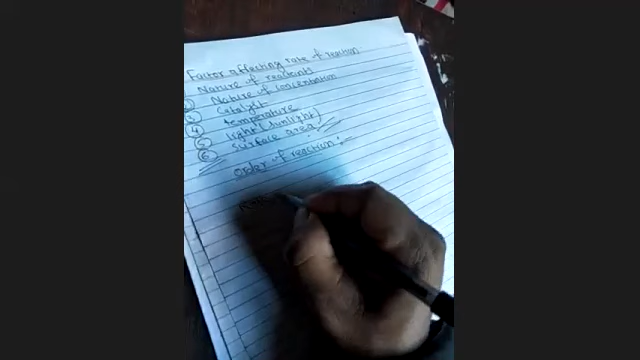 Factor affecting rate of reaction
Nature of reactants
② Nature of concentration
③ Catalyst
④ temperature
⑤ light (sunlight)
⑥ surface area
Order of reaction :